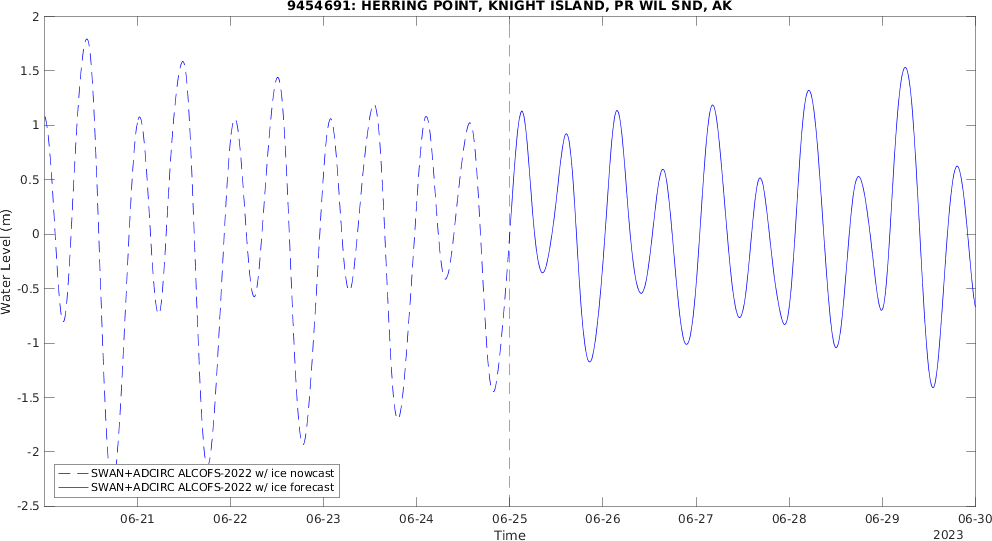 9454691: HERRING POINT, KNIGHT ISLAND, PR WIL SND, AK
Water Level (m)
2
1.5
1
0.5
0
-0.5
-1
-1.5
-2
-2.5
SWAN+ADCIRC ALCOFS-2022 w/ ice nowcast
SWAN+ADCIRC ALCOFS-2022 w/ ice forecast
06-21 06-22 06-23 06-24 06-25 06-26 06-27 06-28 06-29 06-30
Time
2023